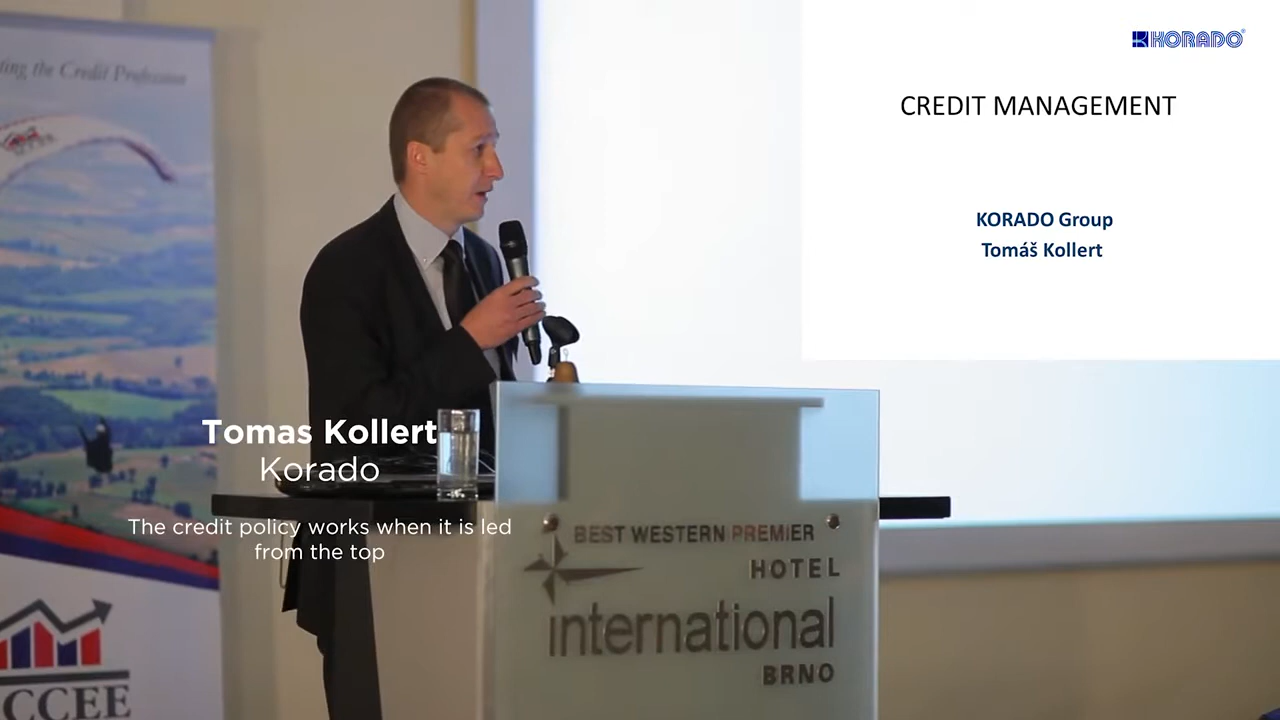 ting the Credit Profession
KORADO
CREDIT MANAGEMENT
KORADO Group
Tomáš Kollert
Tomas Kollert
Korado
The credit policy works when it is led
from the top
BEST WESTERN PREMIER
HOTEL
international
BRNO
CCEE